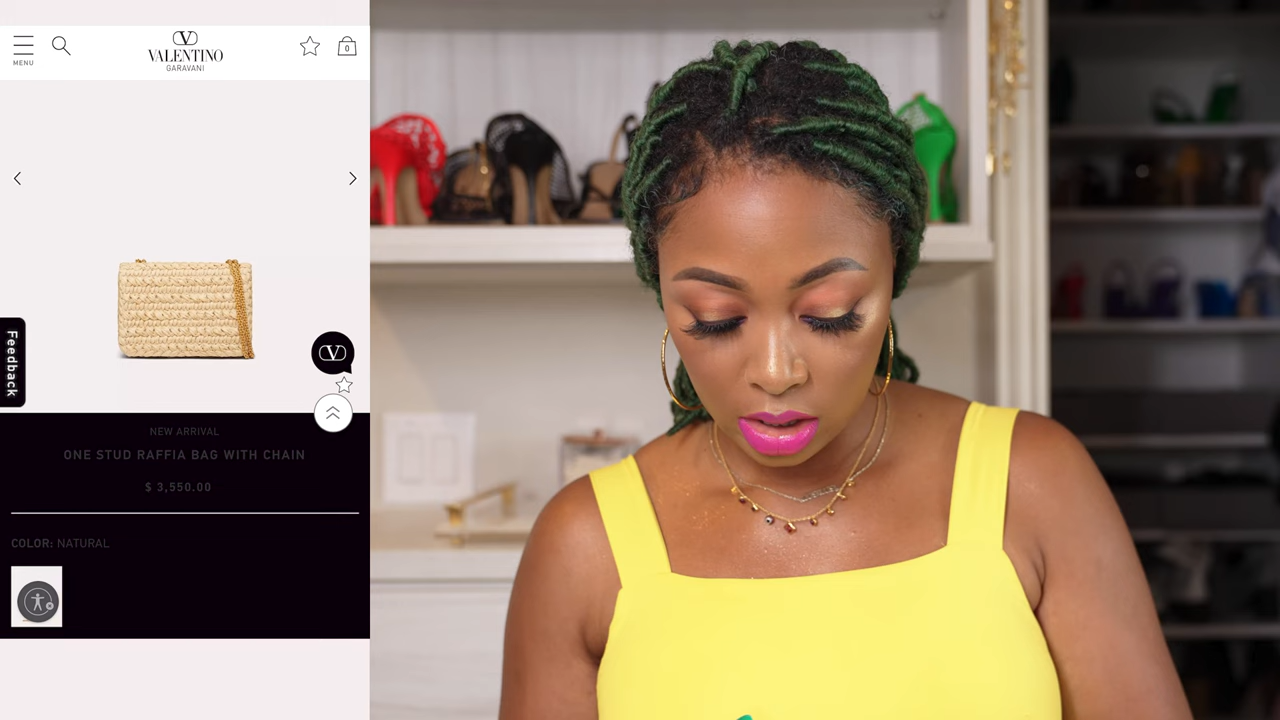 MENU
VALENTINO
GARAVANI
0
Feedback
NEW ARRIVAL
ONE STUD RAFFIA BAG WITH CHAIN
$ 3,550.00
COLOR: NATURAL